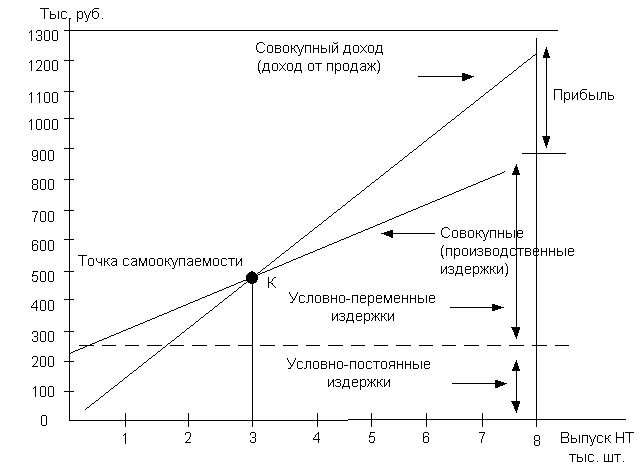 Тыс. руб.
1300
1200
1100
1000
900
800
700
600
500
400
300
200
100
0
Совокупный доход
(доход от продаж)
Прибыль
Совокупные
(производственные
издержки)
Точка самоокупаемости
К
Условно-переменные
издержки
Условно-постоянные
издержки
1
2
3
4
5
6
7
8
Выпуск НТ
тыс. шт.